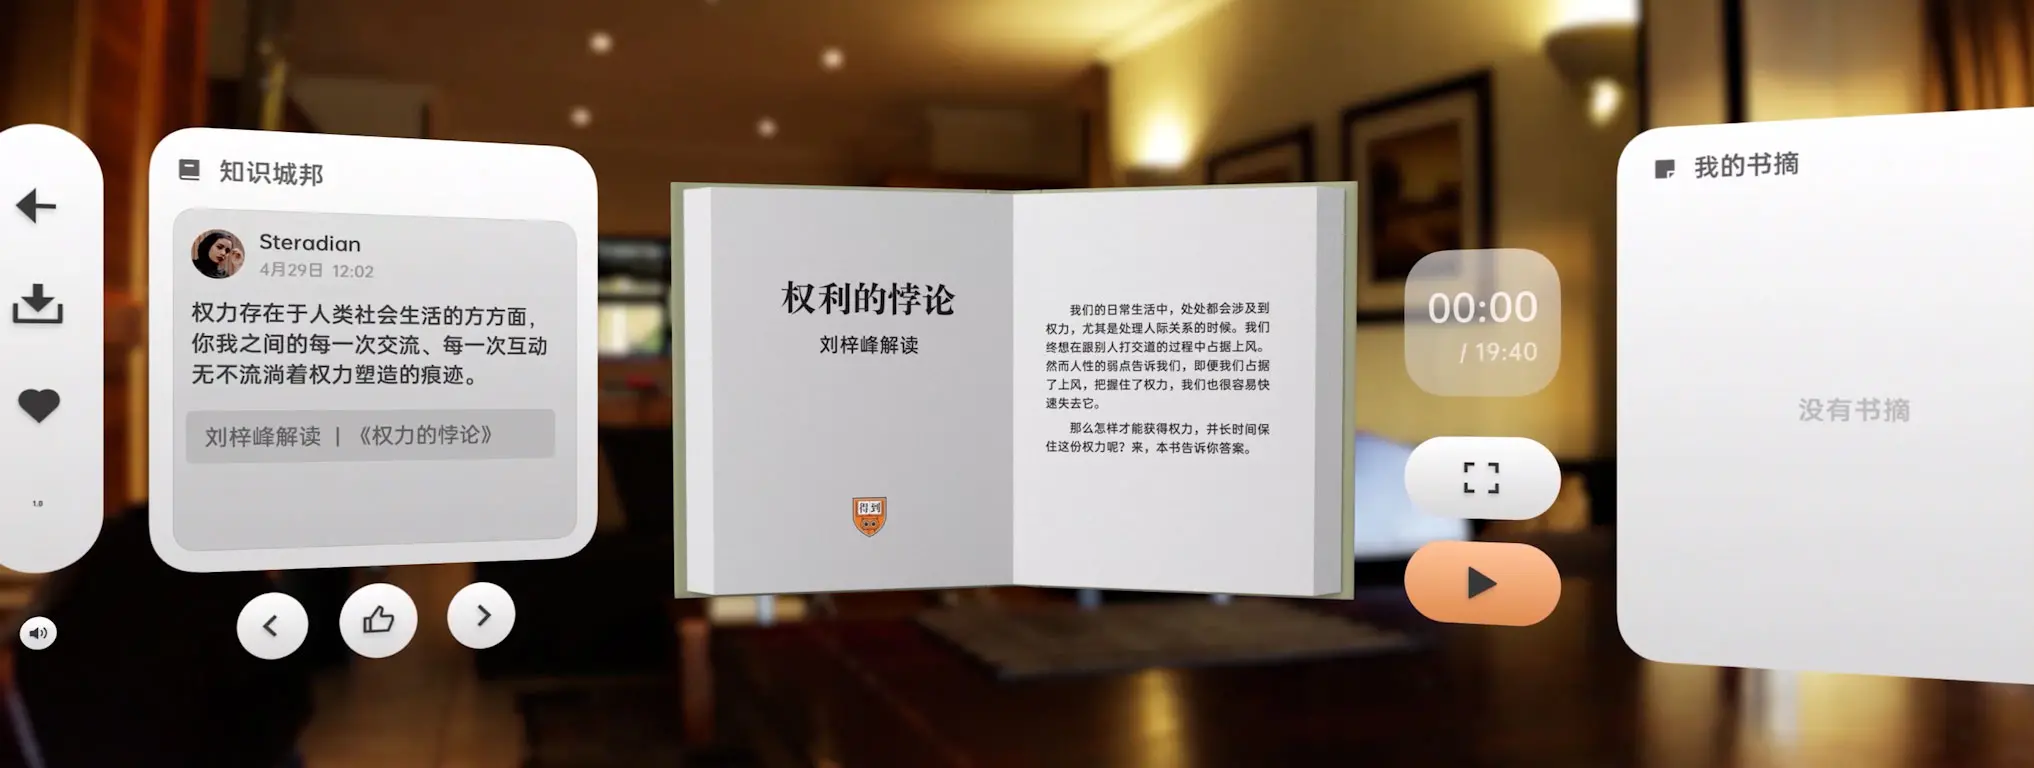 知识城邦
Steradian
4月29日 12:02
权力存在于人类社会生活的方方面，
你我之间的每一次交流、每一次互动
无不流淌着权力塑造的痕迹。
刘梓峰解读 | 《权力的悖论》
1.0
权利的悖论
刘梓峰解读
得到
我们的日常生活中，处处都会涉及到
权力，尤其是处理人际关系的时候。我们
终想在跟别人打交道的过程中占据上风。
然而人性的弱点告诉我们，即便我们占据
了上风，把握住了权力，我们也很容易快
速失去它。
那么怎样才能获得权力，并长时间保
住这份权力呢？来，本书告诉你答案。
00:00
/ 19:40
我的书摘
没有书摘